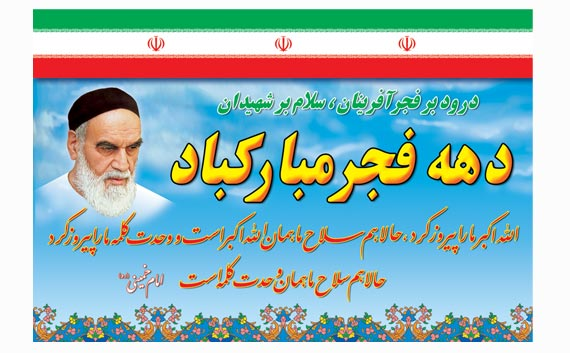 درود بر فجرآفرینان، سلام بر شهیدان
دهه فجر مبارکباد
الله اکبر ما را پیروز کرد، حالا هم سلاح ما همان الله اکبر است و وحدت کلمه ما را پیروز کرد
حالا هم سلاح ما همان وحدت کلمه است
امام خمینی (ره)